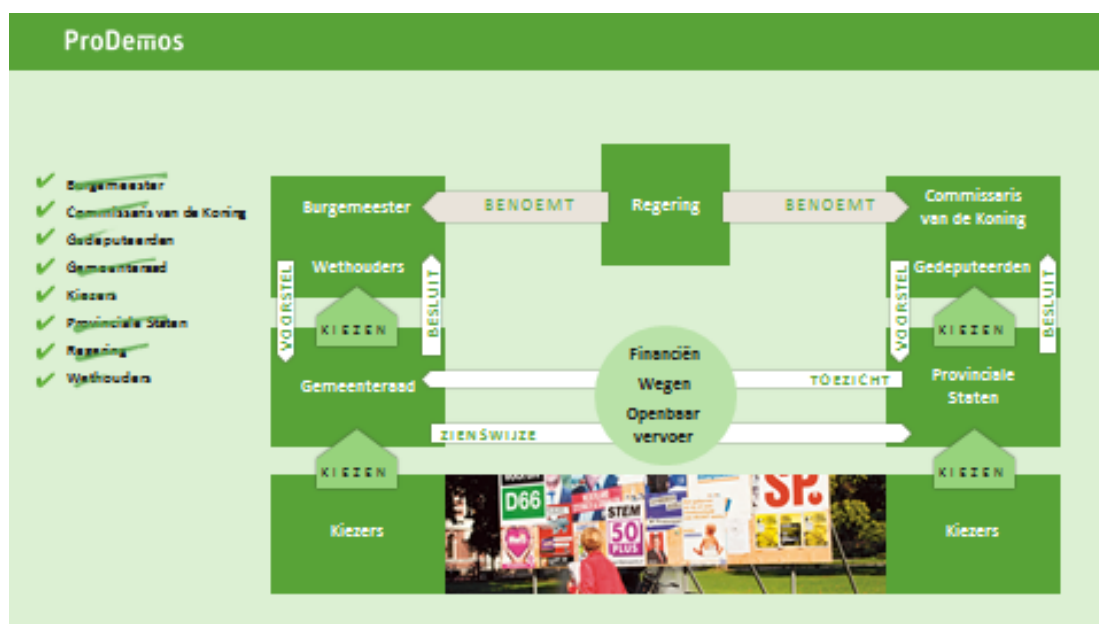 ProDemos
Burgemeester
Commissaris van de Koning
Gedeputeerden
Gemeenteraad
Kiezers
Provinciale Staten
Regering
Wethouders
Burgemeester
BENOEMT
Regering
BENOEMT
Commissaris
van de Koning
Wethouders
Gedeputeerden
VOORSTEL
BESLUIT
VOORSTEL
BESLUIT
KIEZEN
KIEZEN
Financiën
Wegen
Openbaar
vervoer
Gemeenteraad
TOEZICHT
Provinciale
Staten
ZIENSWIJZE
KIEZEN
KIEZEN
Kiezers
D66
STEM
50
PLUS
SP.
Kiezers